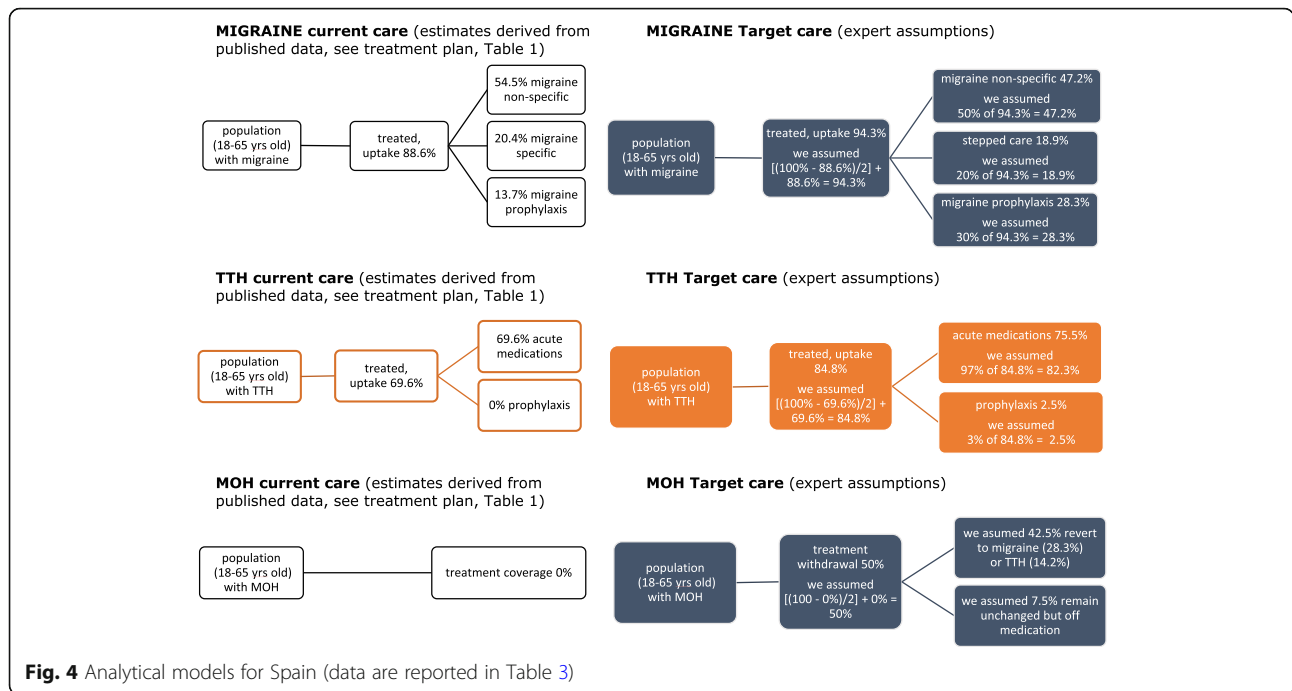 MIGRAINE current care (estimates derived from
published data, see treatment plan, Table 1)
population
(18-65 yrs old)
with migraine
treated,
uptake 88.6%
54.5% migraine
non-specific
20.4% migraine
specific
13.7% migraine
prophylaxis
MIGRAINE Target care (expert assumptions)
population
(18-65 yrs old)
with migraine
treated, uptake 94.3%
we assumed
[(100% - 88.6%)/2] +
88.6% = 94.3%
migraine non-specific 47.2%
we assumed
50% of 94.3% = 47.2%
stepped care 18.9%
we assumed
20% of 94.3% = 18.9%
migraine prophylaxis 28.3%
we assumed
30% of 94.3% = 28.3%
TTH current care (estimates derived from
published data, see treatment plan, Table 1)
population
(18-65 yrs old)
with TTH
treated,
uptake 69.6%
69.6% acute
medications
0% prophylaxis
TTH Target care (expert assumptions)
population
(18-65 yrs old)
with TTH
treated, uptake
84.8%
we assumed
[(100% - 69.6%)/2] +
69.6% = 84.8%
acute medications 75.5%
we assumed
97% of 84.8% = 82.3%
prophylaxis 2.5%
we assumed
3% of 84.8% = 2.5%
MOH current care (estimates derived from
published data, see treatment plan, Table 1)
population
(18-65 yrs old)
with MOH
treatment coverage 0%
MOH Target care (expert assumptions)
population
(18-65 yrs old)
with MOH
treatment
withdrawal 50%
we assumed
[(100 - 0%)/2] + 0% =
50%
we asumed 42.5% revert
to migraine (28.3%)
or TTH (14.2%)
we assumed 7.5% remain
unchanged but off
medication
Fig. 4 Analytical models for Spain (data are reported in Table 3)